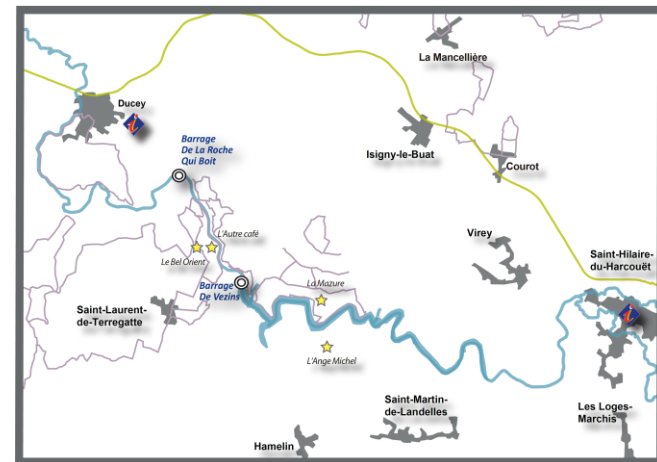 La Mancellière
Ducey
Barrage
De La Roche
Qui Boit
Isigny-le-Buat
Courot
L'Autre café
Le Bel Orient
Virey
Saint-Hilaire-
du-Harcouët
Barrage
De Vezins
La Mazure
Saint-Laurent-
de-Terregatte
L'Ange Michel
Saint-Martin-
de-Landelles
Les Loges-
Marchis
Hamelin